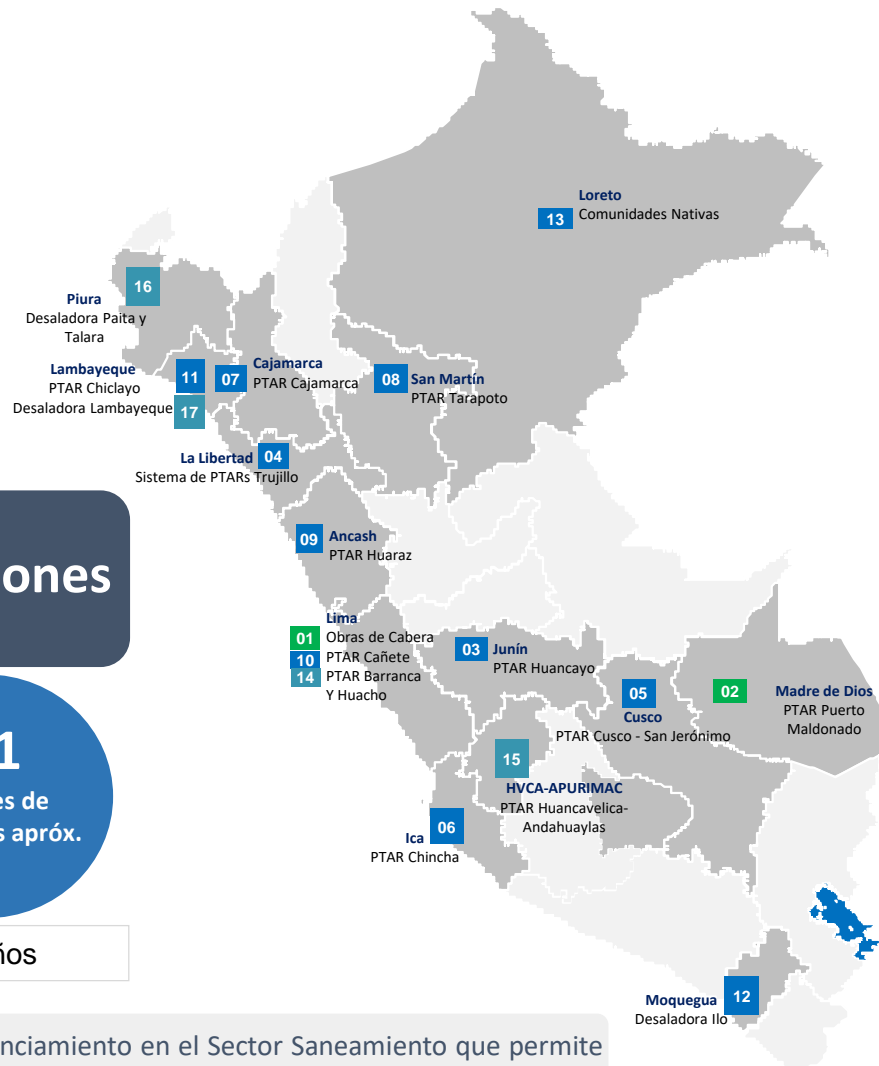 Loreto
13 Comunidades Nativas
16
Piura
Desaladora Paita y
Talara
Lambayeque
PTAR Chiclayo
Desaladora Lambayeque
11
17
07
Cajamarca
PTAR Cajamarca
08
San Martín
PTAR Tarapoto
La Libertad 04
Sistema de PTARs Trujillo
09
Ancash
PTAR Huaraz
ones
Lima
01 Obras de Cabera
10 PTAR Cañete
14 PTAR Barranca
Y Huacho
03 Junín
PTAR Huancayo
05
Cusco
PTAR Cusco - San Jerónimo
02
Madre de Dios
PTAR Puerto
Maldonado
15
HVCA-APURIMAC
PTAR Huancavelica-
Andahuaylas
06
Ica
PTAR Chincha
1
es de
s apróx.
ños
12
Moquegua
Desaladora Ilo
nciamiento en el Sector Saneamiento que permite